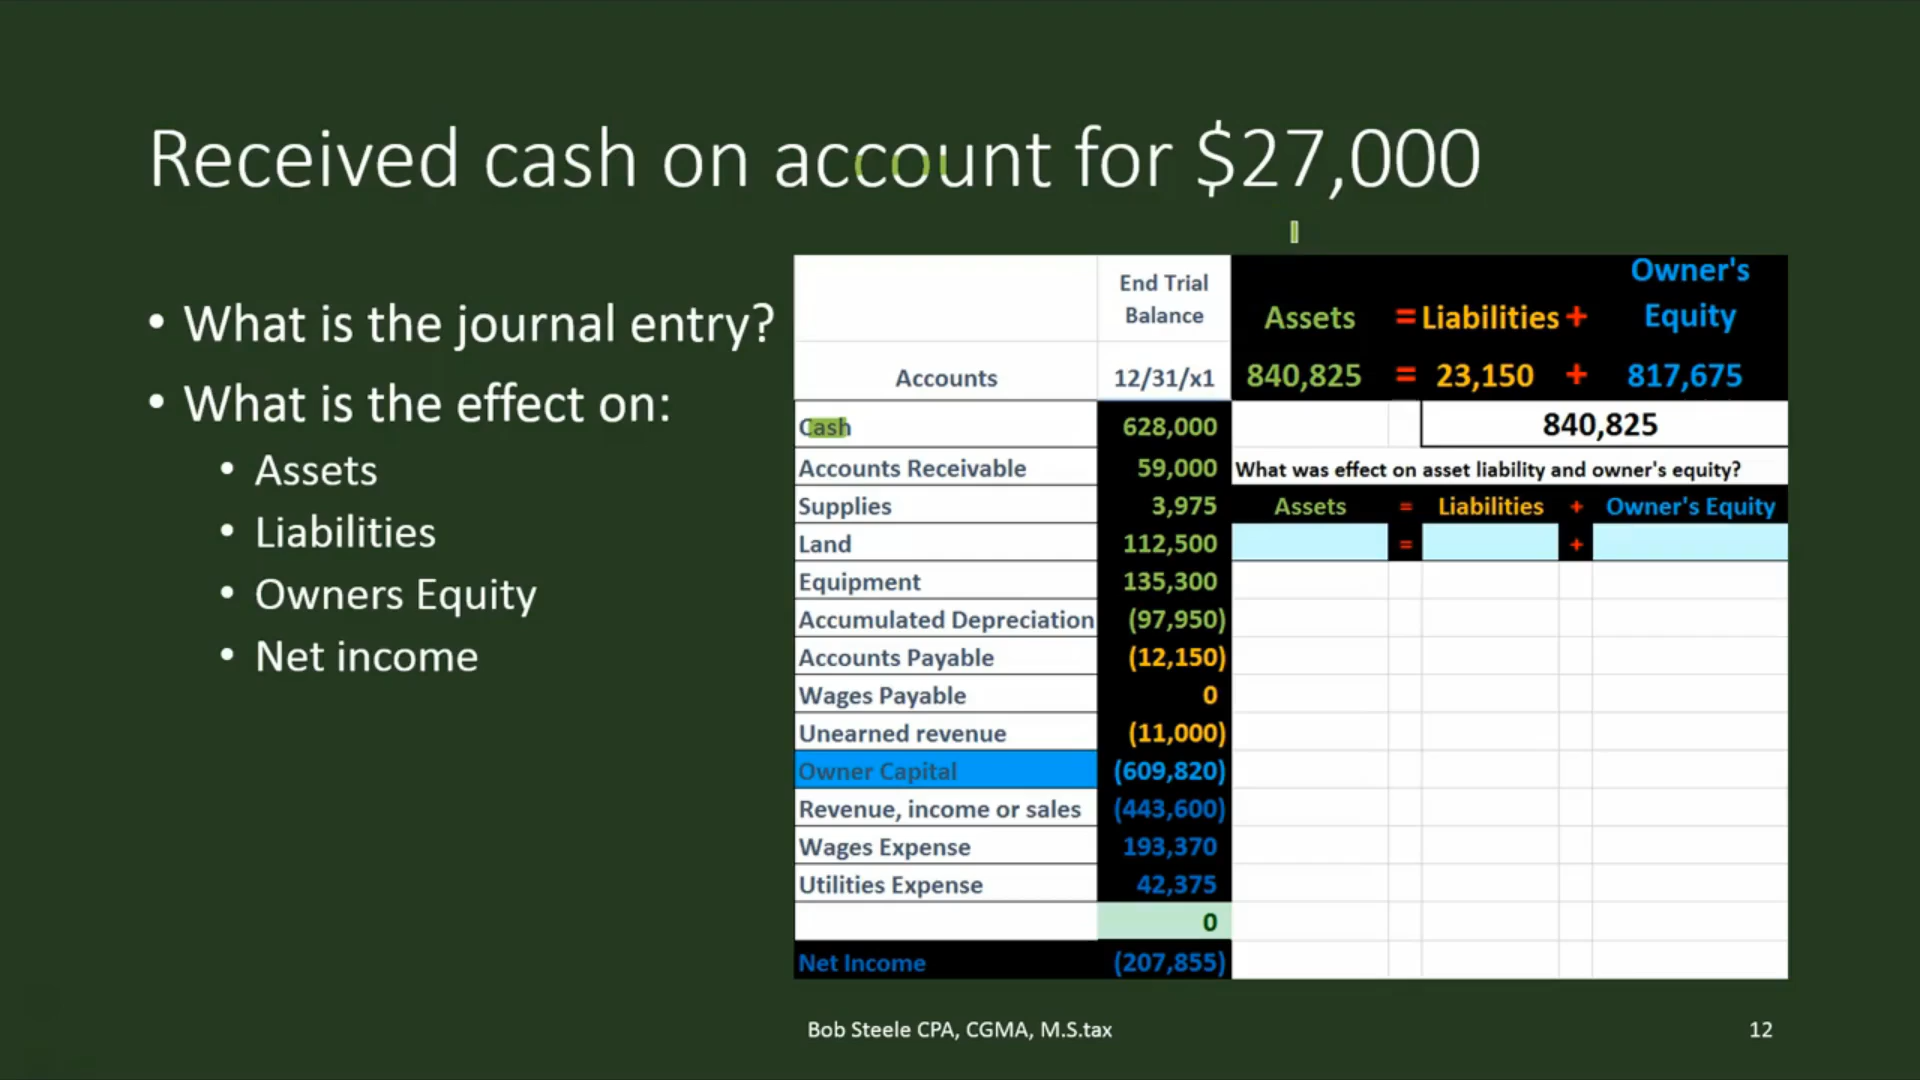 Received cash on account for $27,000
• What is the journal entry?
• What is the effect on:
• Assets
• Liabilities
• Owners Equity
• Net income
End Trial Balance
Accounts 12/31/x1
Cash 628,000
Accounts Receivable 59,000
Supplies 3,975
Land 112,500
Equipment 135,300
Accumulated Depreciation (97,950)
Accounts Payable (12,150)
Wages Payable 0
Unearned revenue (11,000)
Owner Capital (609,820)
Revenue, income or sales (443,600)
Wages Expense 193,370
Utilities Expense 42,375
0
Net Income (207,855)
Assets = Liabilities + Owner's Equity
840,825 = 23,150 + 817,675
840,825
What was effect on asset liability and owner's equity?
Assets = Liabilities + Owner's Equity
= +
Bob Steele CPA, CGMA, M.S.tax
12